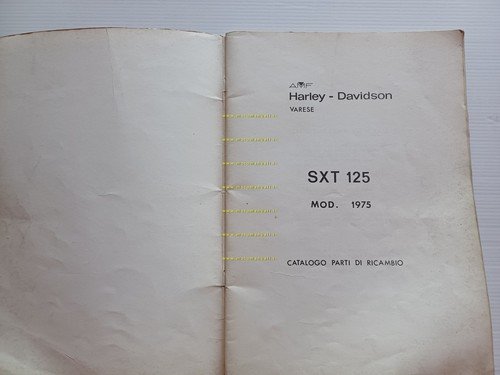 AMF
Harley - Davidson
VARESE
SXT 125
MOD. 1975
CATALOGO PARTI DI RICAMBIO